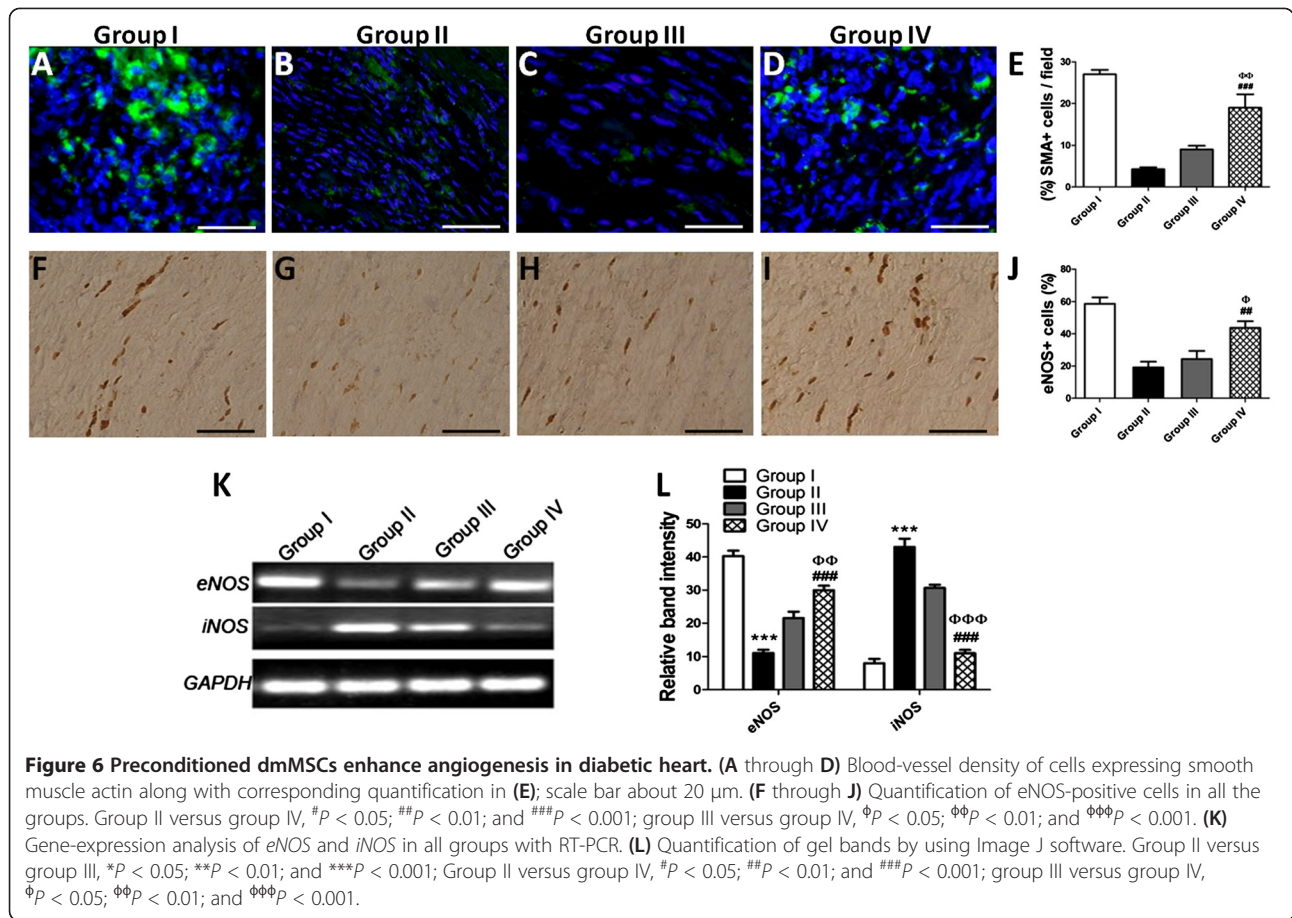 Group I Group II Group III Group IV
A B C D E
30
20
10
0
(%) SMA+ cells / field
ΦΦ
###
Group I Group II Group III Group IV
F G H I J
80
60
40
20
0
eNOS+ cells (%)
Φ
##
Group I Group II Group III Group IV
K
Group I Group II Group III Group IV
eNOS
iNOS
GAPDH
L
Group I
Group II
Group III
Group IV
50
40
30
20
10
0
Relative band intensity
***
ΦΦ
###
***
ΦΦΦ
###
eNOS iNOS
Figure 6 Preconditioned dmMSCs enhance angiogenesis in diabetic heart. (A through D) Blood-vessel density of cells expressing smooth
muscle actin along with corresponding quantification in (E); scale bar about 20 μm. (F through J) Quantification of eNOS-positive cells in all the
groups. Group II versus group IV, #P < 0.05; ##P < 0.01; and ###P < 0.001; group III versus group IV, ϕP < 0.05; ϕϕP < 0.01; and ϕϕϕP < 0.001. (K)
Gene-expression analysis of eNOS and iNOS in all groups with RT-PCR. (L) Quantification of gel bands by using Image J software. Group II versus
group III, *P < 0.05; **P < 0.01; and ***P < 0.001; Group II versus group IV, #P < 0.05; ##P < 0.01; and ###P < 0.001; group III versus group IV,
ϕP < 0.05; ϕϕP < 0.01; and ϕϕϕP < 0.001.